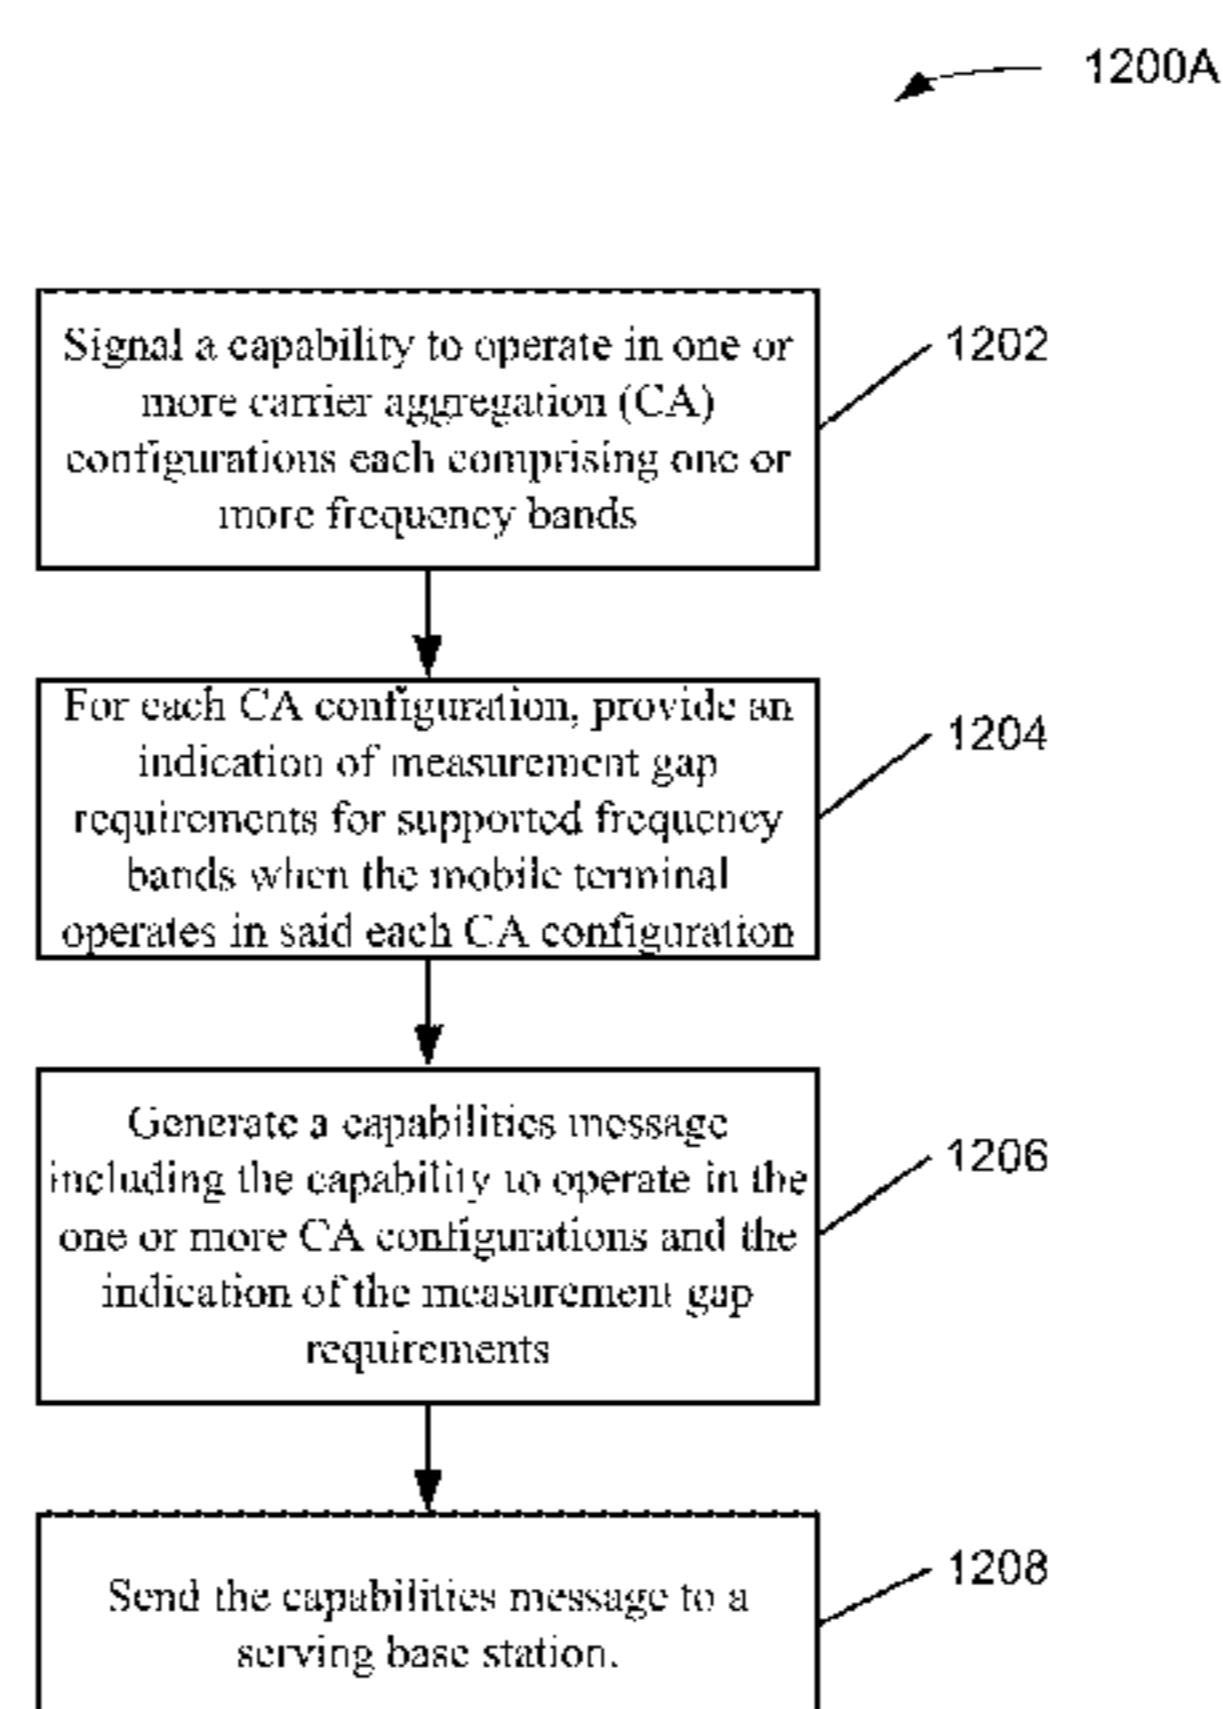 1200A
Signal a capability to operate in one or
more carrier aggregation (CA)
configurations each comprising one or
more frequency bands
1202
For each CA configuration, provide an
indication of measurement gap
requirements for supported frequency
bands when the mobile terminal
operates in said each CA configuration
1204
Generate a capabilities message
including the capability to operate in the
one or more CA configurations and the
indication of the measurement gap
requirements
1206
Send the capabilities message to a
serving base station.
1208